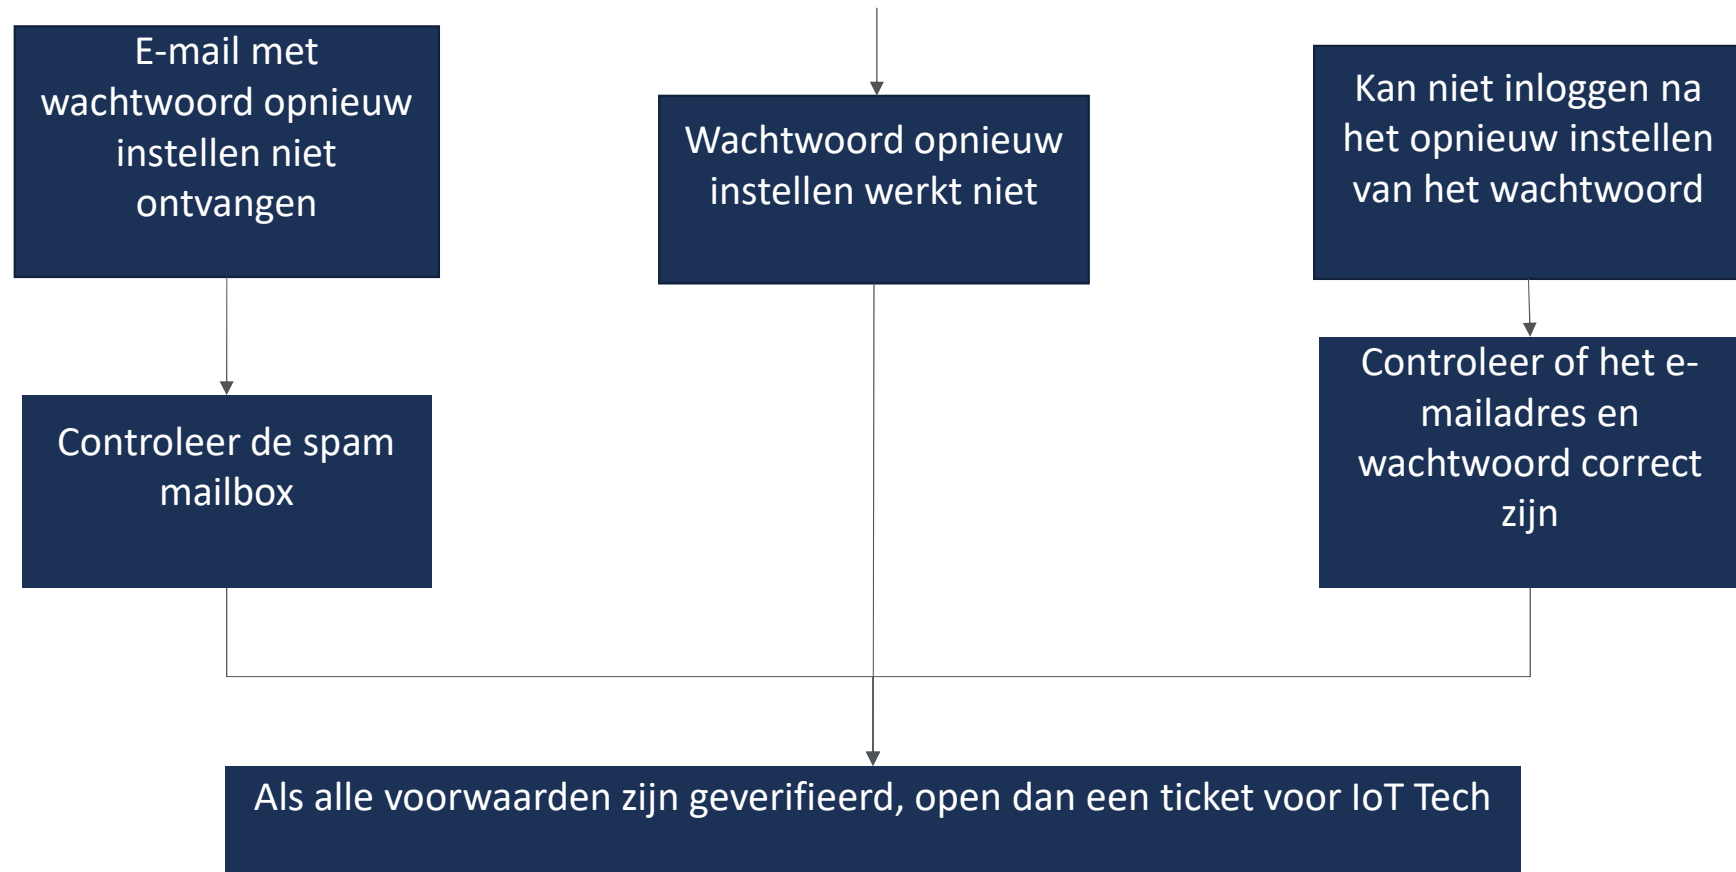 E-mail met
wachtwoord opnieuw
instellen niet
ontvangen
Wachtwoord opnieuw
instellen werkt niet
Kan niet inloggen na
het opnieuw instellen
van het wachtwoord
Controleer de spam
mailbox
Controleer of het e-
mailadres en
wachtwoord correct
zijn
Als alle voorwaarden zijn geverifieerd, open dan een ticket voor IoT Tech